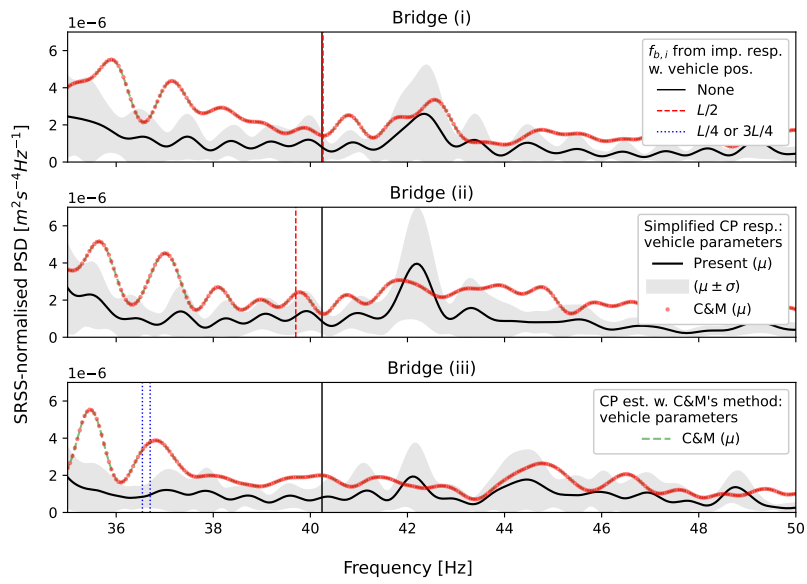 Bridge (i)
1e−6
6
4
2
0
f_{b,i} from imp. resp.
w. vehicle pos.
None
L/2
L/4 or 3L/4
Bridge (ii)
1e−6
6
4
2
0
Simplified CP resp.:
vehicle parameters
Present (μ)
(μ ± σ)
C&M (μ)
SRSS-normalised PSD [m²s⁻⁴Hz⁻¹]
Bridge (iii)
1e−6
6
4
2
0
CP est. w. C&M's method:
vehicle parameters
C&M (μ)
36 38 40 42 44 46 48 50
Frequency [Hz]